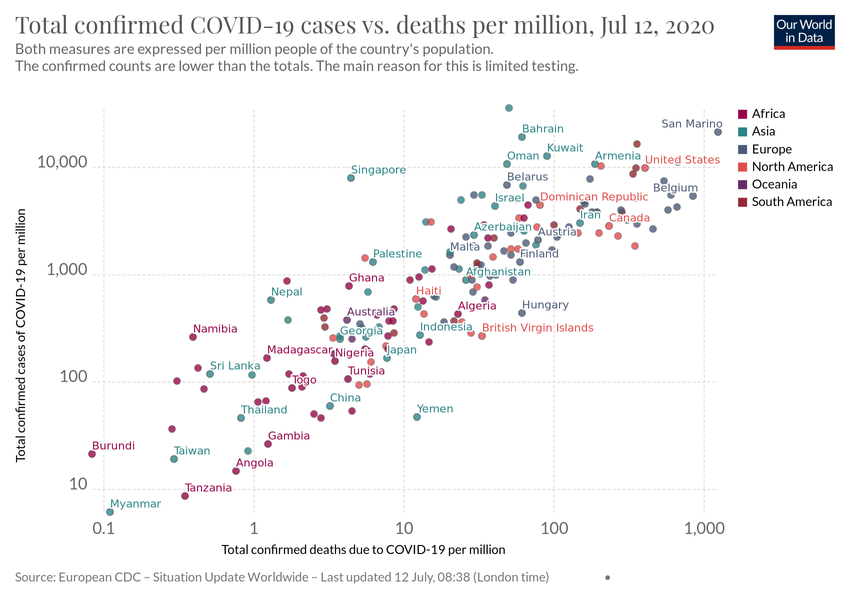 Total confirmed COVID-19 cases vs. deaths per million, Jul 12, 2020
Our World
in Data
Both measures are expressed per million people of the country's population.
The confirmed counts are lower than the totals. The main reason for this is limited testing.
Africa
Asia
Europe
North America
Oceania
South America
Total confirmed cases of COVID-19 per million
10,000
1,000
100
10
San Marino
Bahrain
Kuwait
Oman
Armenia
United States
Singapore
Belarus
Belgium
Israel
Dominican Republic
Iran
Canada
Azerbaijan
Austria
Malta
Finland
Palestine
Afghanistan
Ghana
Nepal
Haiti
Algeria
Hungary
Australia
Namibia
Georgia
Indonesia
British Virgin Islands
Madagascar
Nigeria
Japan
Sri Lanka
Tunisia
Togo
China
Thailand
Yemen
Gambia
Burundi
Taiwan
Angola
Tanzania
Myanmar
0.1
1
10
100
1,000
Total confirmed deaths due to COVID-19 per million
Source: European CDC – Situation Update Worldwide – Last updated 12 July, 08:38 (London time)